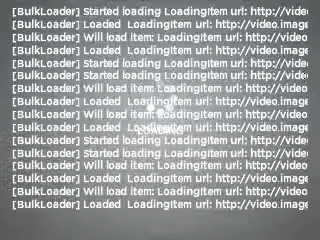 [BulkLoader] Started loading LoadingItem url: http://vide
[BulkLoader] Loaded LoadingItem url: http://video.image
[BulkLoader] Will load item: LoadingItem url: http://video
[BulkLoader] Loaded LoadingItem url: http://video.image
[BulkLoader] Started loading LoadingItem url: http://vide
[BulkLoader] Started loading LoadingItem url: http://vide
[BulkLoader] Will load item: LoadingItem url: http://video
[BulkLoader] Loaded LoadingItem url: http://video.image
[BulkLoader] Will load item: LoadingItem url: http://video
[BulkLoader] Loaded LoadingItem url: http://video.image
[BulkLoader] Started loading LoadingItem url: http://vide
[BulkLoader] Started loading LoadingItem url: http://vide
[BulkLoader] Will load item: LoadingItem url: http://video
[BulkLoader] Loaded LoadingItem url: http://video.image
[BulkLoader] Will load item: LoadingItem url: http://video
[BulkLoader] Loaded LoadingItem url: http://video.image